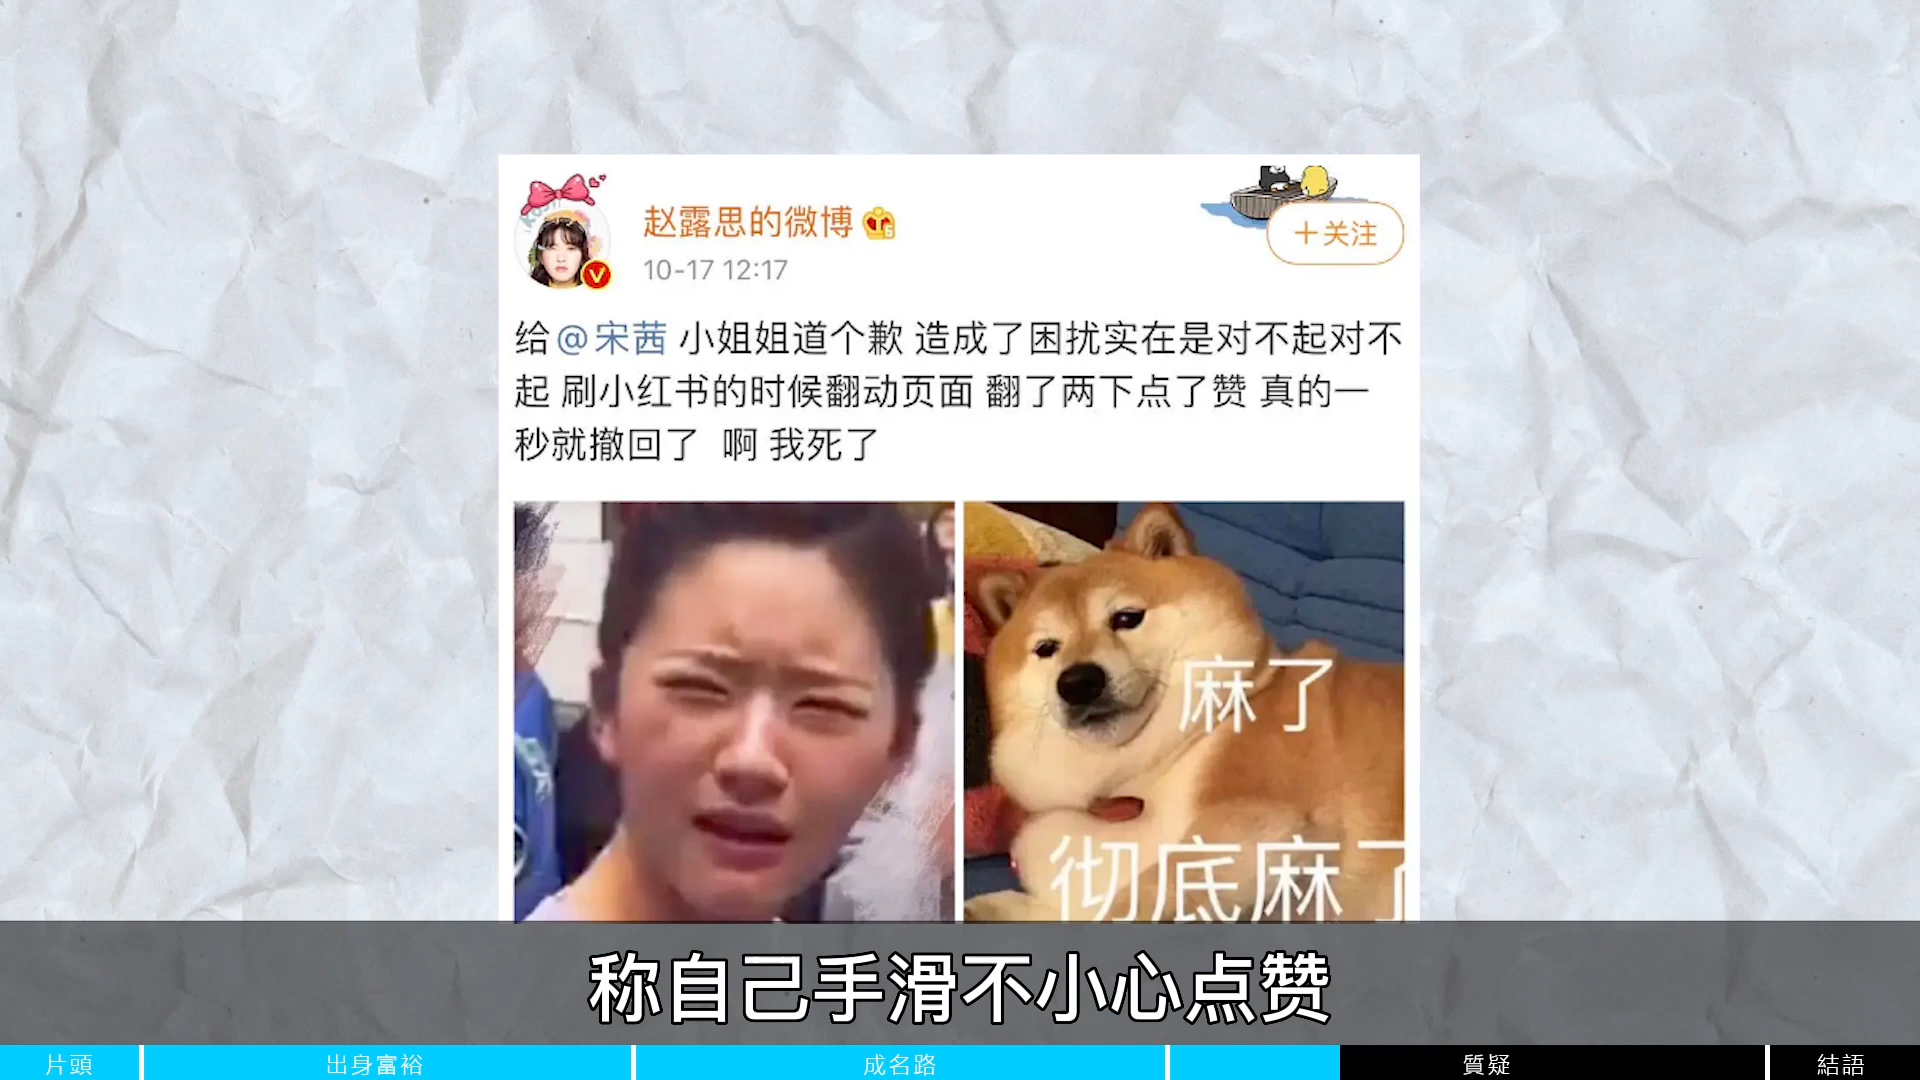 赵露思的微博
10-17 12:17
+关注
给@宋茜 小姐姐道个歉 造成了困扰实在是对不起对不
起 刷小红书的时候翻动页面 翻了两下点了赞 真的一
秒就撤回了 啊 我死了
麻了
彻底麻了
称自己手滑不小心点赞
片頭 出身富裕 成名路 質疑 結語